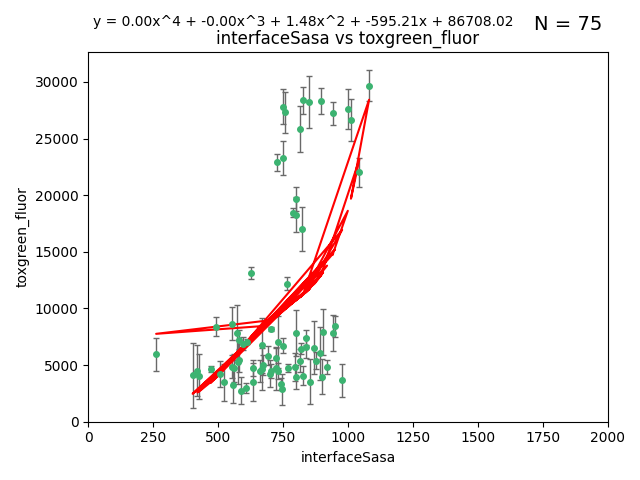 y = 0.00x^4 + -0.00x^3 + 1.48x^2 + -595.21x + 86708.02
N = 75
interfaceSasa vs toxgreen_fluor
30000
25000
20000
15000
10000
5000
0
toxgreen_fluor
0 250 500 750 1000 1250 1500 1750 2000
interfaceSasa